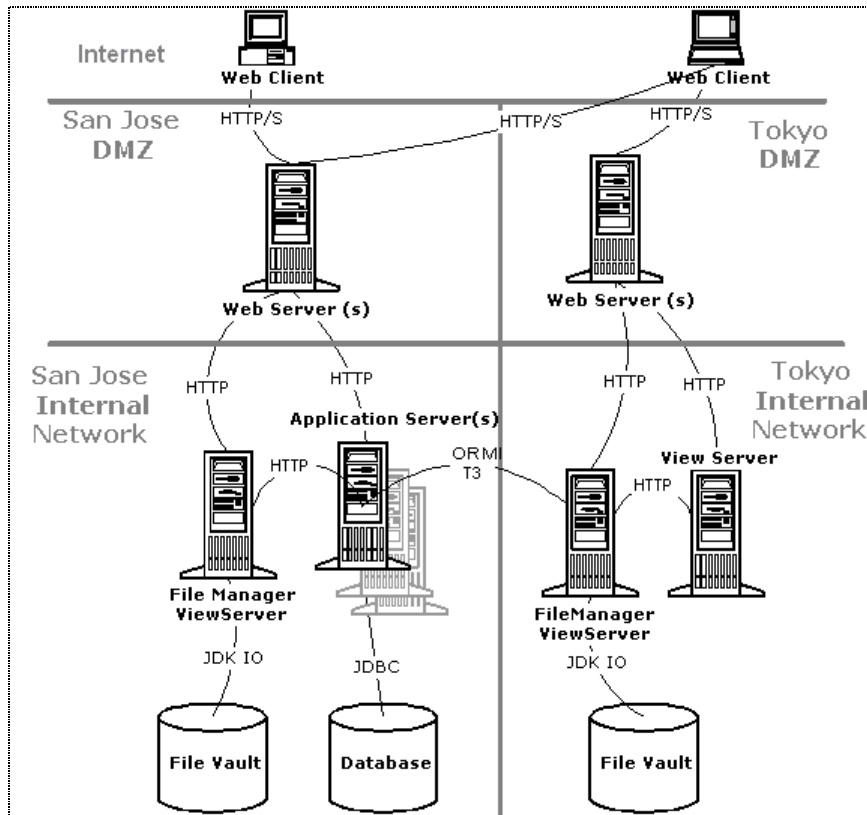 Internet
Web Client
Web Client
HTTP/S
HTTP/S
HTTP/S
San Jose
DMZ
Tokyo
DMZ
Web Server (s)
Web Server (s)
San Jose
Internal
Network
HTTP
HTTP
HTTP
HTTP
Tokyo
Internal
Network
Application Server(s)
ORMI
T3
View Server
HTTP
HTTP
File Manager
ViewServer
FileManager
ViewServer
JDK IO
JDBC
JDK IO
File Vault
Database
File Vault